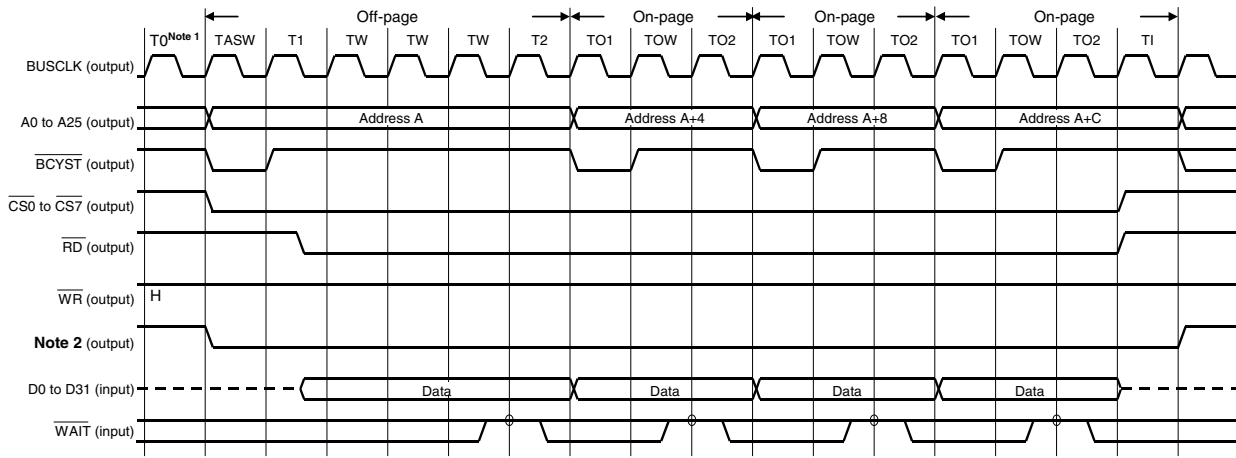 Off-page On-page On-page On-page
T0Note 1 TASW T1 TW TW TW T2 TO1 TOW TO2 TO1 TOW TO2 TO1 TOW TO2 TI
BUSCLK (output)
A0 to A25 (output) Address A Address A+4 Address A+8 Address A+C
BCYST (output)
CS0 to CS7 (output)
RD (output)
WR (output) H
Note 2 (output)
D0 to D31 (input) Data Data Data Data
WAIT (input)